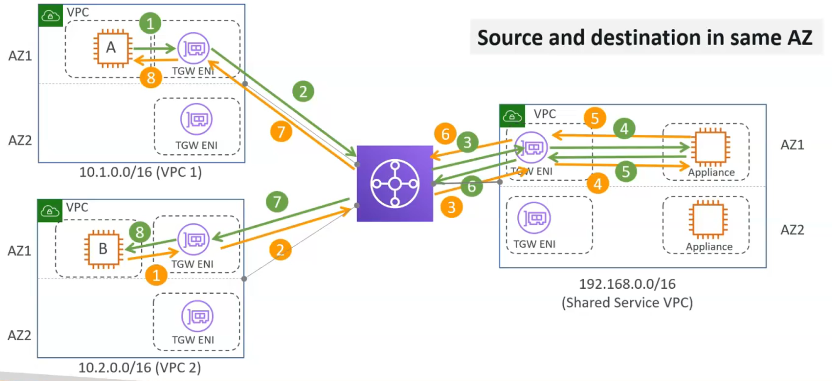 Source and destination in same AZ
VPC
1
A
AZ1
TGW ENI
8
2
7
AZ2
TGW ENI
10.1.0.0/16 (VPC 1)
VPC
AZ1
B
8
1
TGW ENI
7
2
AZ2
TGW ENI
10.2.0.0/16 (VPC 2)
6
3
6
3
VPC
5
4
TGW ENI
4
5
Appliance
AZ1
TGW ENI
Appliance
AZ2
192.168.0.0/16
(Shared Service VPC)